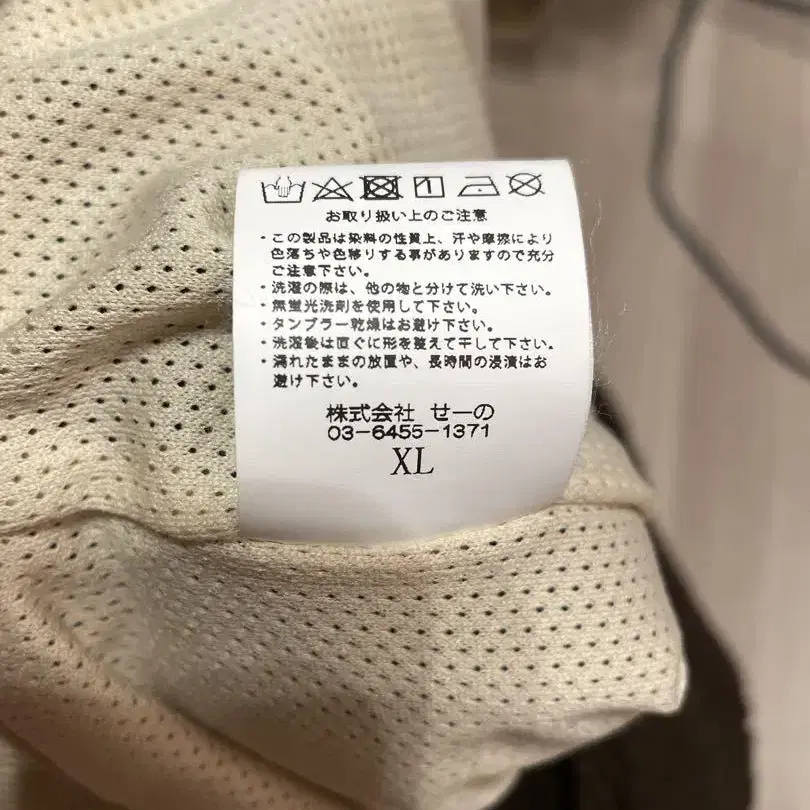 お取り扱い上のご注意
・この製品は染料の性質上、汗や摩擦により
色落ちや色移りする事がありますので充分
ご注意下さい。
・洗濯の際は、他の物と分けて洗い下さい。
・無蛍光洗剤を使用して下さい。
・タンブラー乾燥はお避け下さい。
・洗濯後は直ぐに形を整えて干して下さい。
・濡れたままの放置や、長時間の浸漬はお
避け下さい。
株式会社 せーの
03-6455-1371
XL